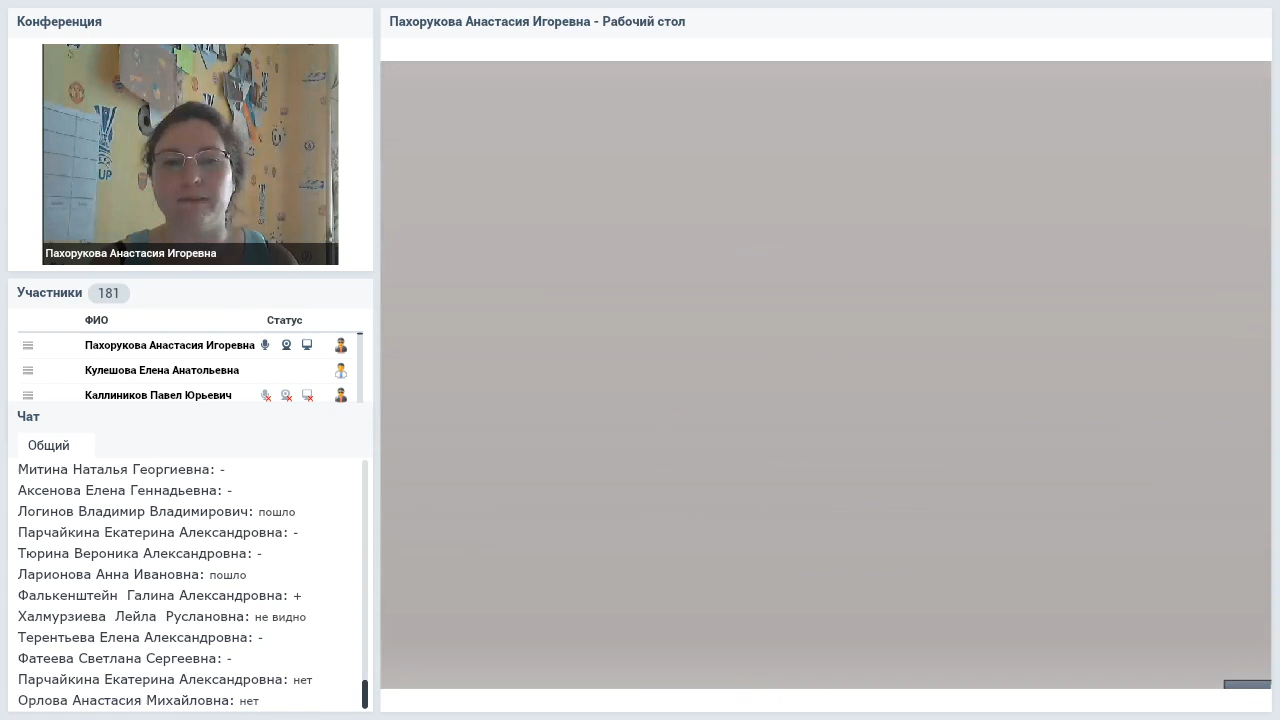 Конференция
UP
Пахорукова Анастасия Игоревна
Участники 181
ФИО Статус
Пахорукова Анастасия Игоревна
Кулешова Елена Анатольевна
Каллиников Павел Юрьевич
Чат
Общий
Митина Наталья Георгиевна: -
Аксенова Елена Геннадьевна: -
Логинов Владимир Владимирович: пошло
Парчайкина Екатерина Александровна: -
Тюрина Вероника Александровна: -
Ларионова Анна Ивановна: пошло
Фалькенштейн Галина Александровна: +
Халмурзиева Лейла Руслановна: не видно
Терентьева Елена Александровна: -
Фатеева Светлана Сергеевна: -
Парчайкина Екатерина Александровна: нет
Орлова Анастасия Михайловна: нет
Пахорукова Анастасия Игоревна - Рабочий стол